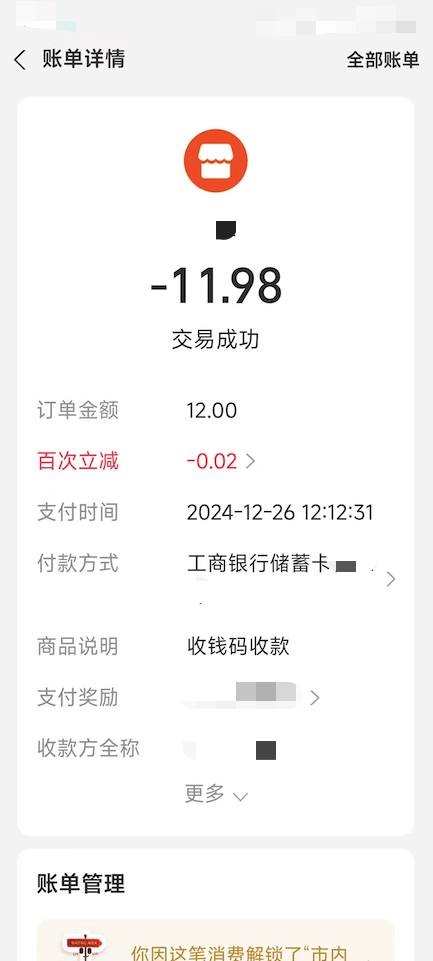 账单详情
全部账单
-11.98
交易成功
订单金额 12.00
百次立减 -0.02
支付时间 2024-12-26 12:12:31
付款方式 工商银行储蓄卡
商品说明 收钱码收款
支付奖励
收款方全称
更多
账单管理
你因这笔消费解锁了“市内